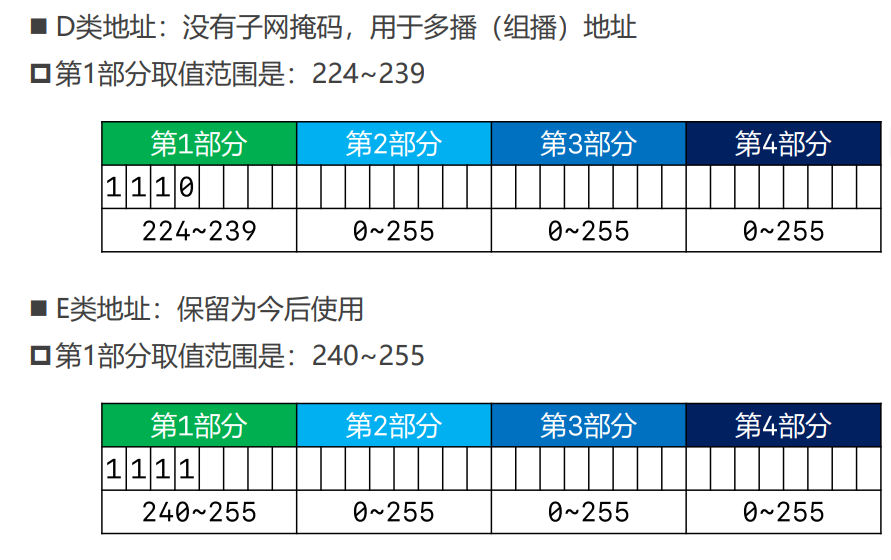 ■ D类地址：没有子网掩码，用于多播（组播）地址
第1部分取值范围是：224~239
第1部分 第2部分 第3部分 第4部分
1 1 1 0
224~239 0~255 0~255 0~255
■ E类地址：保留为今后使用
第1部分取值范围是：240~255
第1部分 第2部分 第3部分 第4部分
1 1 1 1
240~255 0~255 0~255 0~255